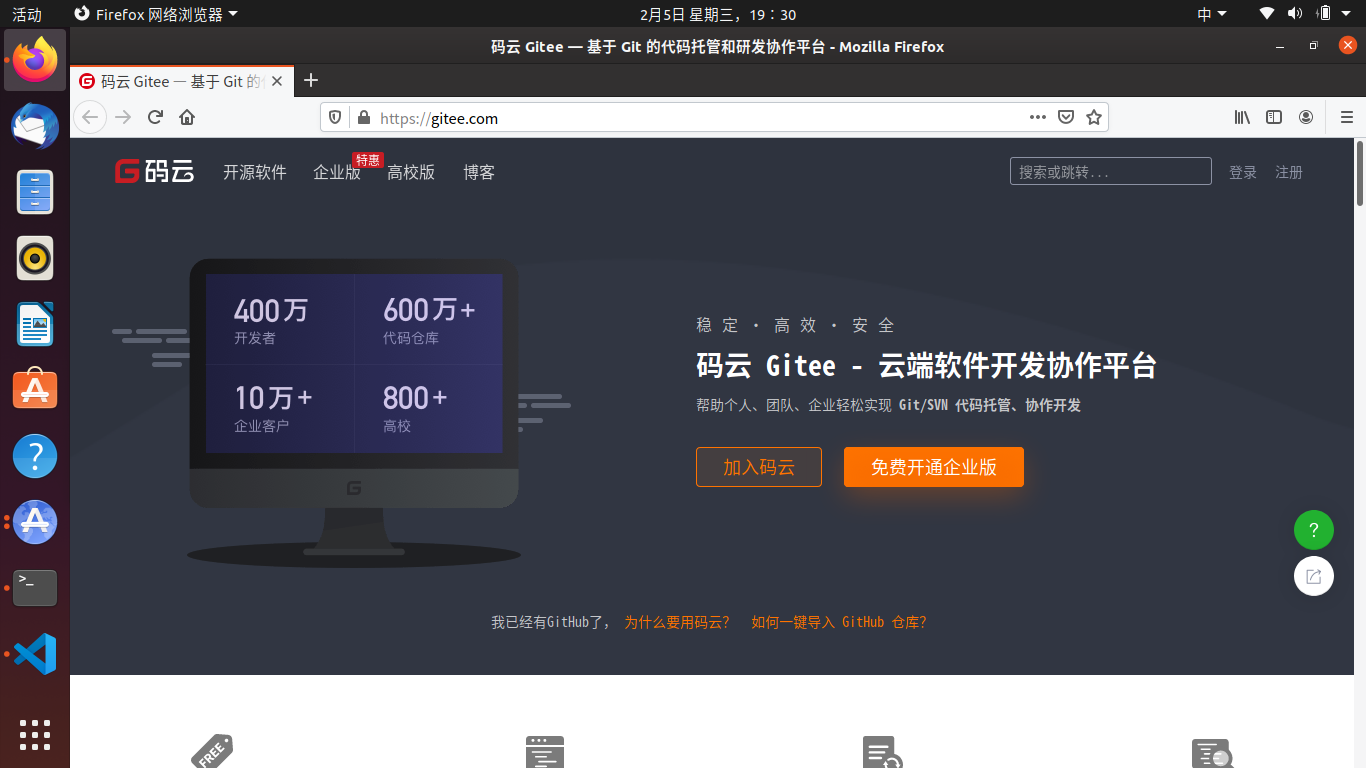 活动
Firefox 网络浏览器
2月5日 星期三，19∶30
中
码云 Gitee — 基于 Git 的代码托管和研发协作平台 - Mozilla Firefox
码云 Gitee — 基于 Git 的
https://gitee.com
码云
开源软件
企业版
特惠
高校版
博客
搜索或跳转...
登录
注册
400万
开发者
600万+
代码仓库
10万+
企业客户
800+
高校
稳 定 · 高 效 · 安 全
码云 Gitee - 云端软件开发协作平台
帮助个人、团队、企业轻松实现 Git/SVN 代码托管、协作开发
加入码云
免费开通企业版
我已经有GitHub了， 为什么要用码云？ 如何一键导入 GitHub 仓库？
FREE